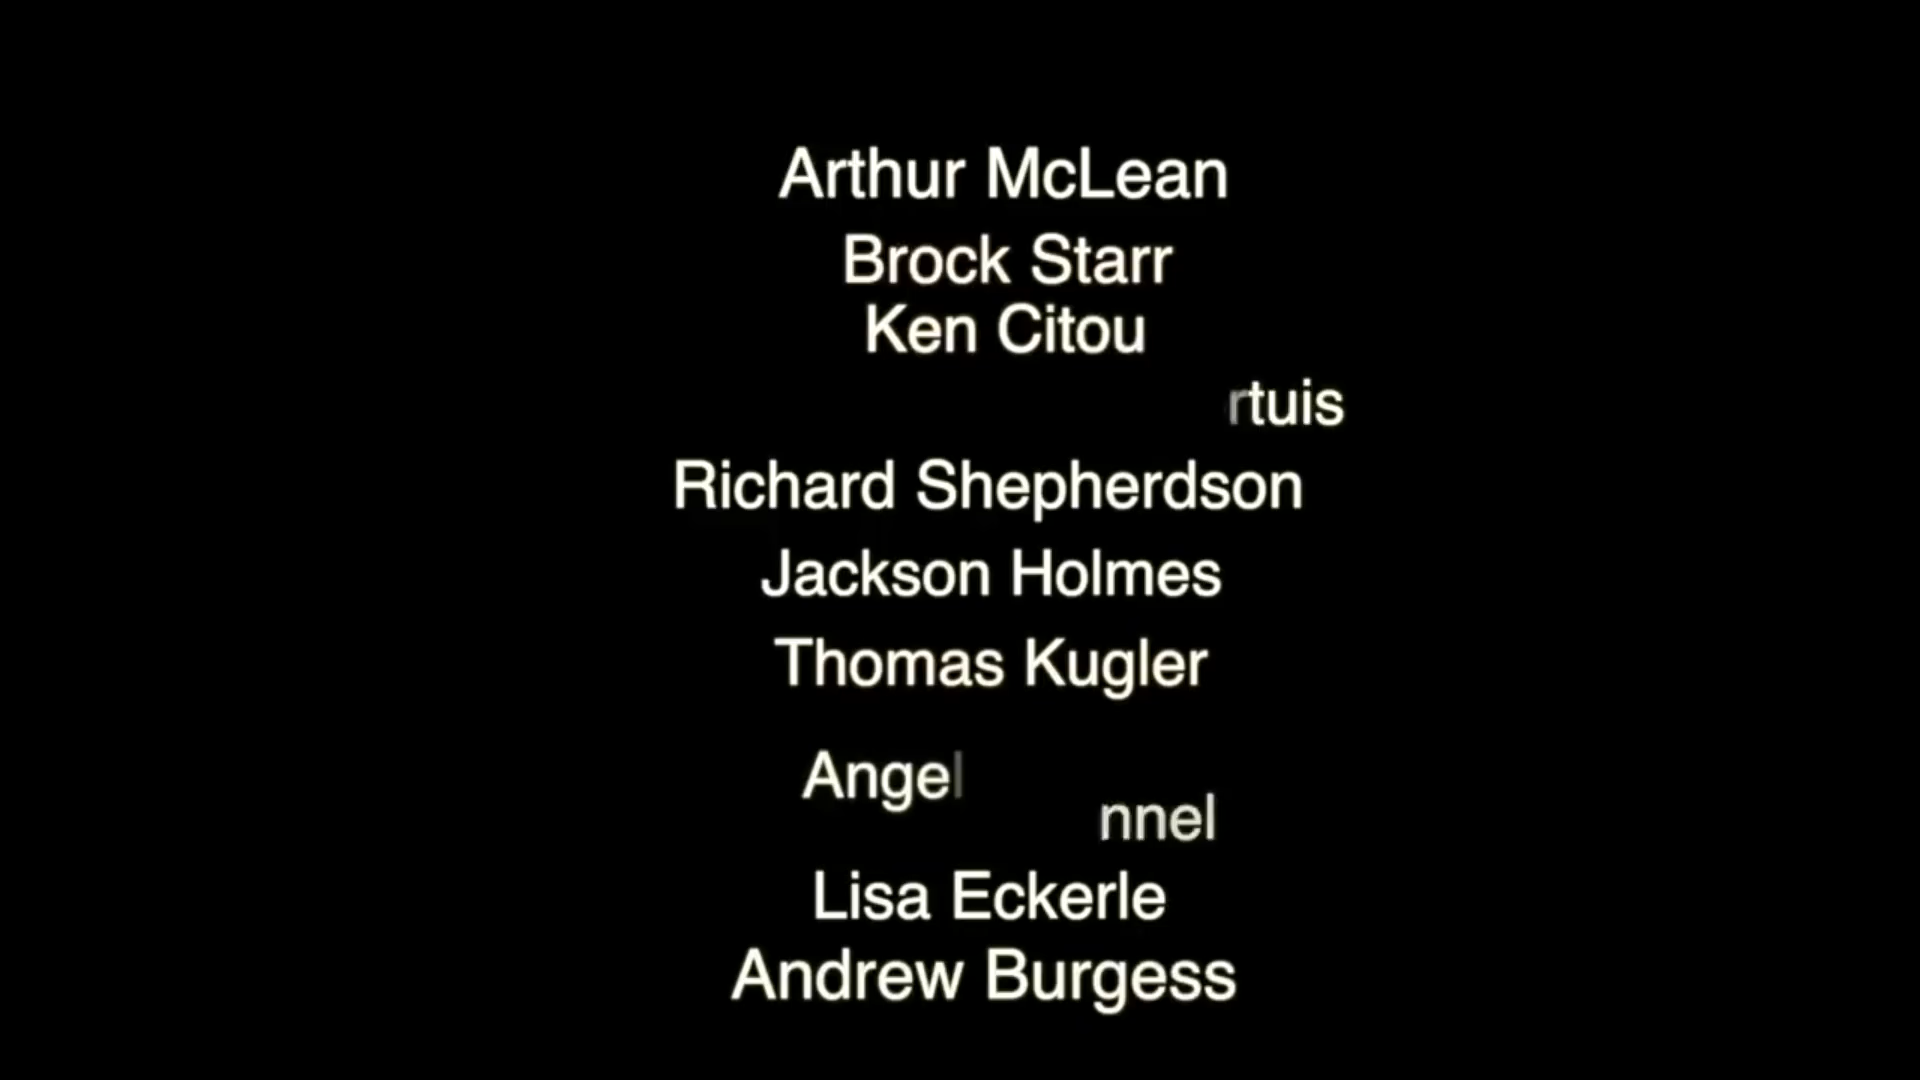 Arthur McLean
Brock Starr
Ken Citou
rtuis
Richard Shepherdson
Jackson Holmes
Thomas Kugler
Angel
nnel
Lisa Eckerle
Andrew Burgess